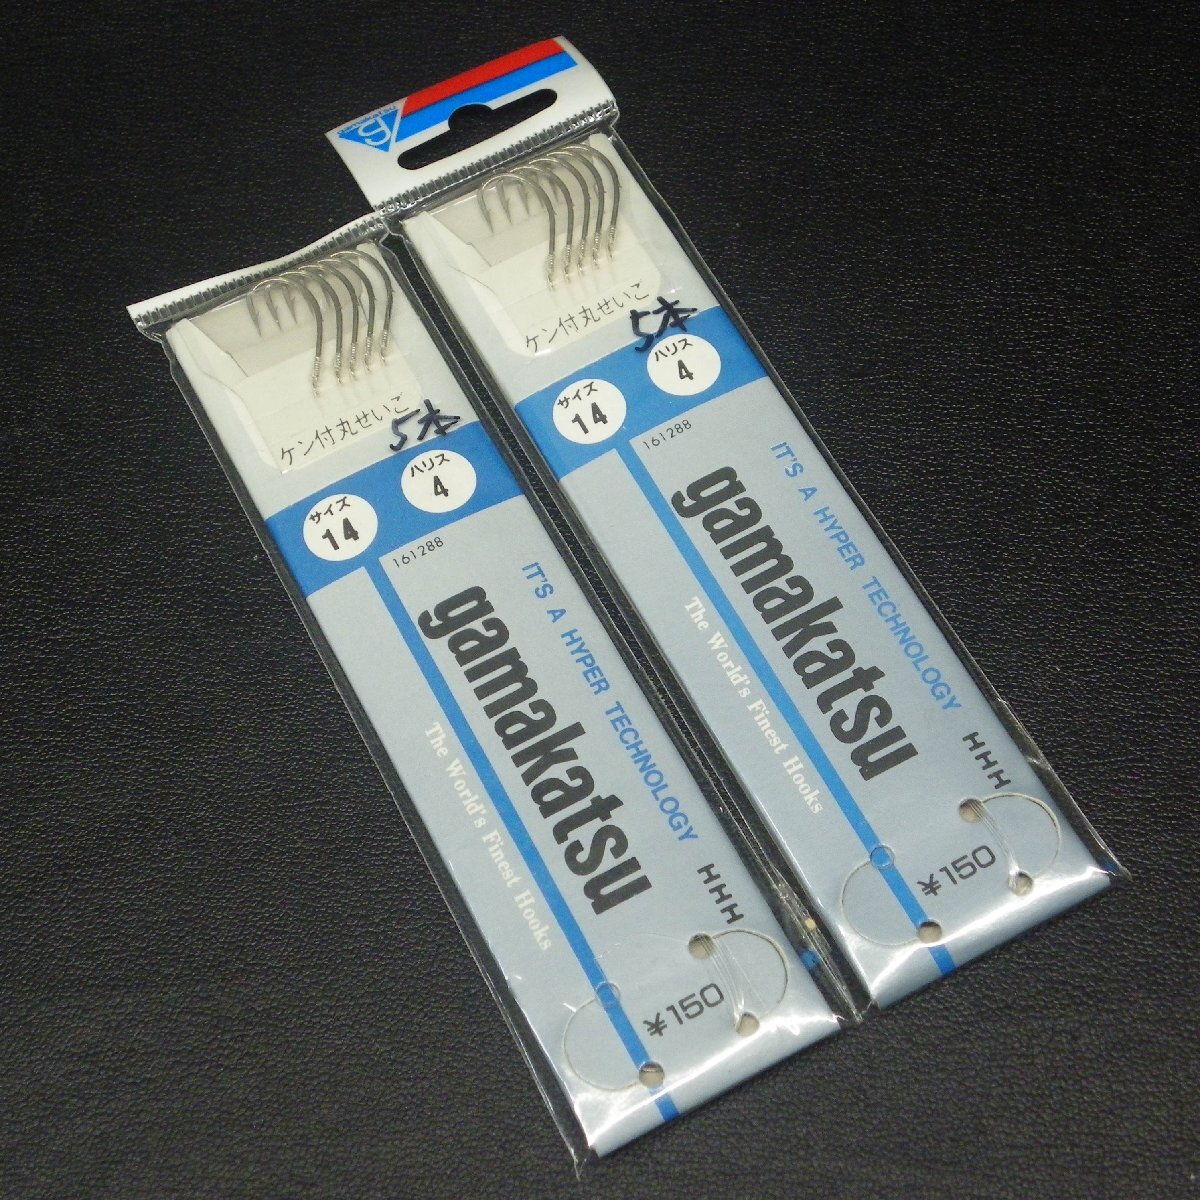 ケン付丸せいご
5本
サイズ
14
ハリス
4
161288
IT'S A HYPER TECHNOLOGY
gamakatsu
The World's Finest Hooks
HHH
¥150
ケン付丸せいご
5本
サイズ
14
ハリス
4
161288
IT'S A HYPER TECHNOLOGY
gamakatsu
The World's Finest Hooks
HHH
¥150